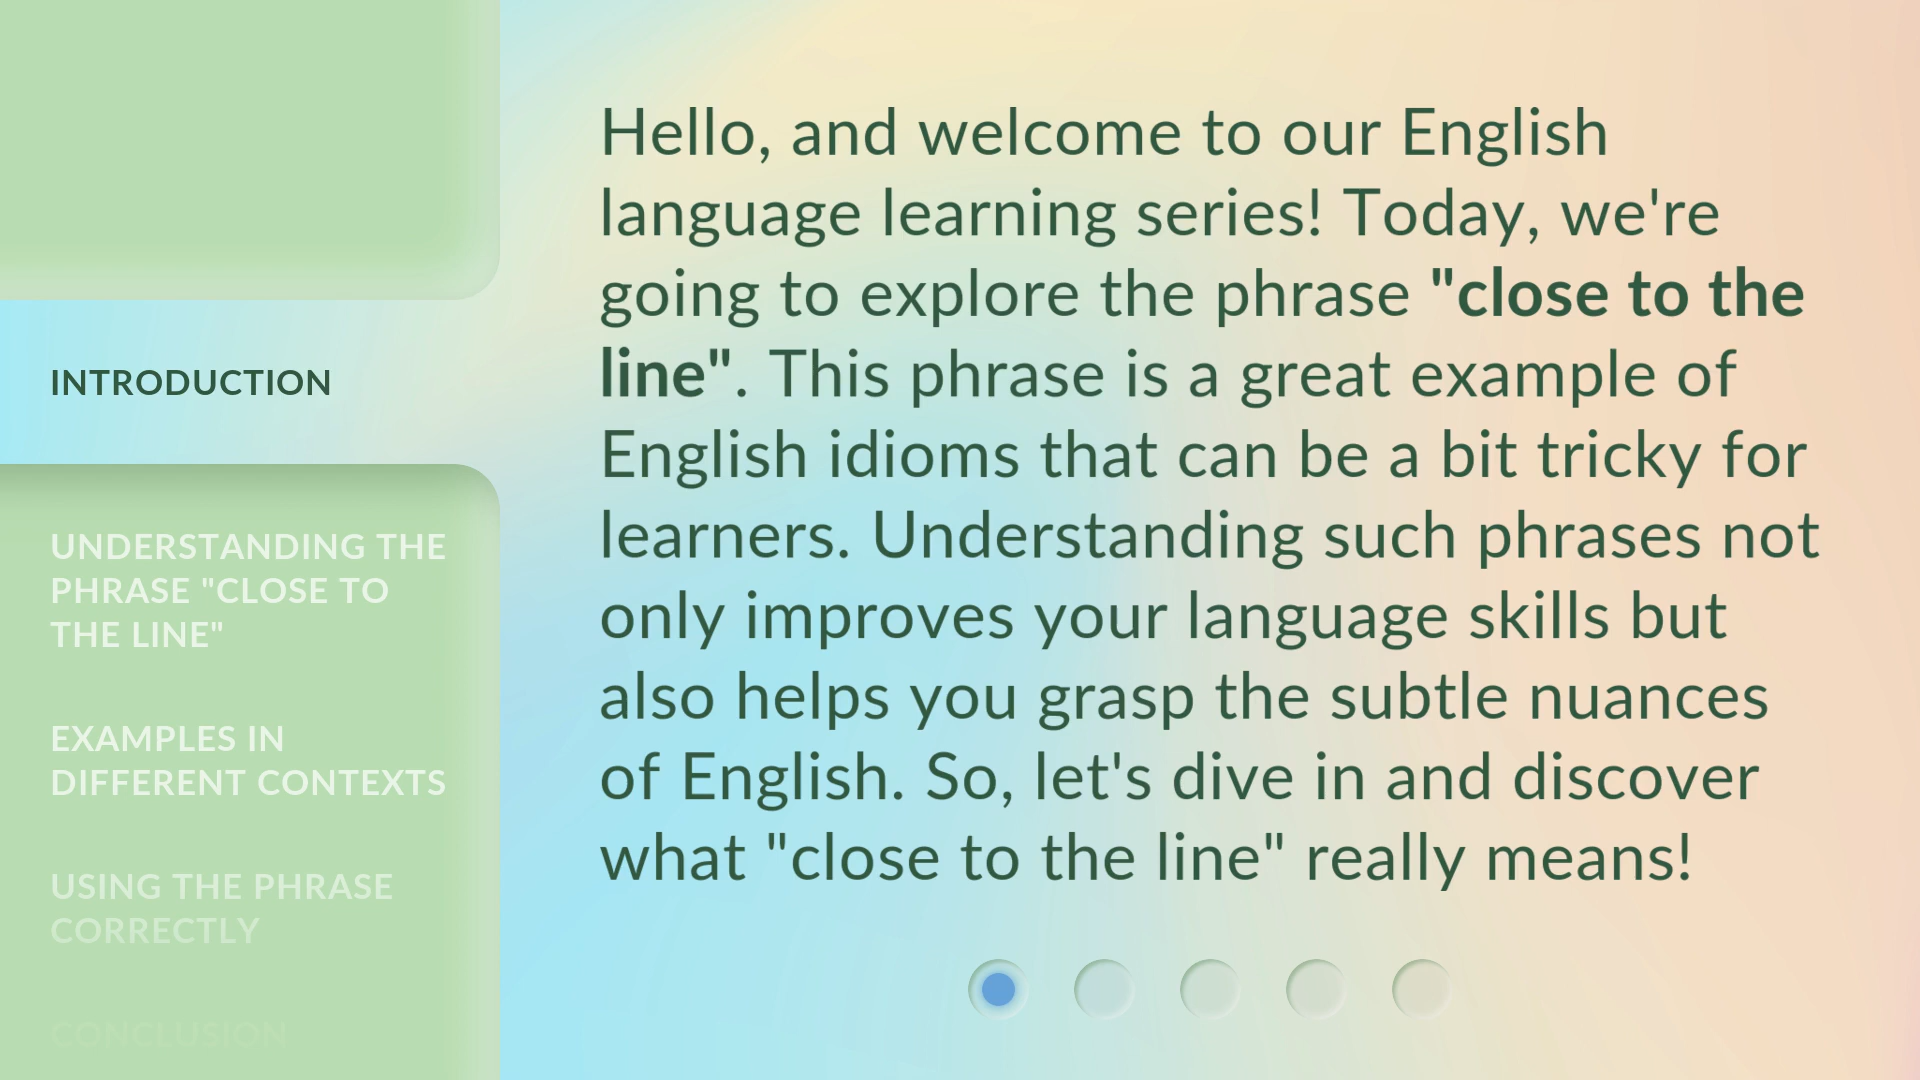 INTRODUCTION
UNDERSTANDING THE
PHRASE "CLOSE TO
THE LINE"
EXAMPLES IN
DIFFERENT CONTEXTS
USING THE PHRASE
CORRECTLY
CONCLUSION
Hello, and welcome to our English
language learning series! Today, we're
going to explore the phrase "close to the
line". This phrase is a great example of
English idioms that can be a bit tricky for
learners. Understanding such phrases not
only improves your language skills but
also helps you grasp the subtle nuances
of English. So, let's dive in and discover
what "close to the line" really means!